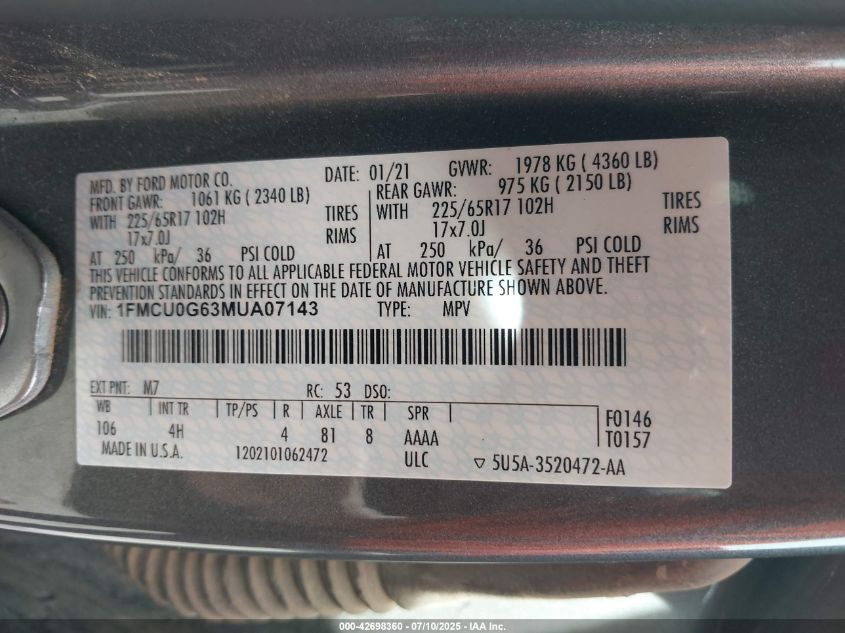 MFD. BY FORD MOTOR CO.
DATE: 01/21 GVWR: 1978 KG ( 4360 LB)
FRONT GAWR: 1061 KG ( 2340 LB)
REAR GAWR: 975 KG ( 2150 LB)
WITH 225/65R17 102H TIRES
WITH 225/65R17 102H TIRES
17x7.0J RIMS
17x7.0J RIMS
AT 250 kPa/ 36 PSI COLD
AT 250 kPa/ 36 PSI COLD
THIS VEHICLE CONFORMS TO ALL APPLICABLE FEDERAL MOTOR VEHICLE SAFETY AND THEFT
PREVENTION STANDARDS IN EFFECT ON THE DATE OF MANUFACTURE SHOWN ABOVE.
VIN: 1FMCU0G63MUA07143 TYPE: MPV
EXT PNT: M7 RC: 53 DSO:
WB INT TR TP/PS R AXLE TR SPR
F0146
106 4H 4 81 8 AAAA
T0157
MADE IN U.S.A. 1202101062472 ULC ▽ 5U5A-3520472-AA
000-42698360 - 07/10/2025 - IAA Inc.